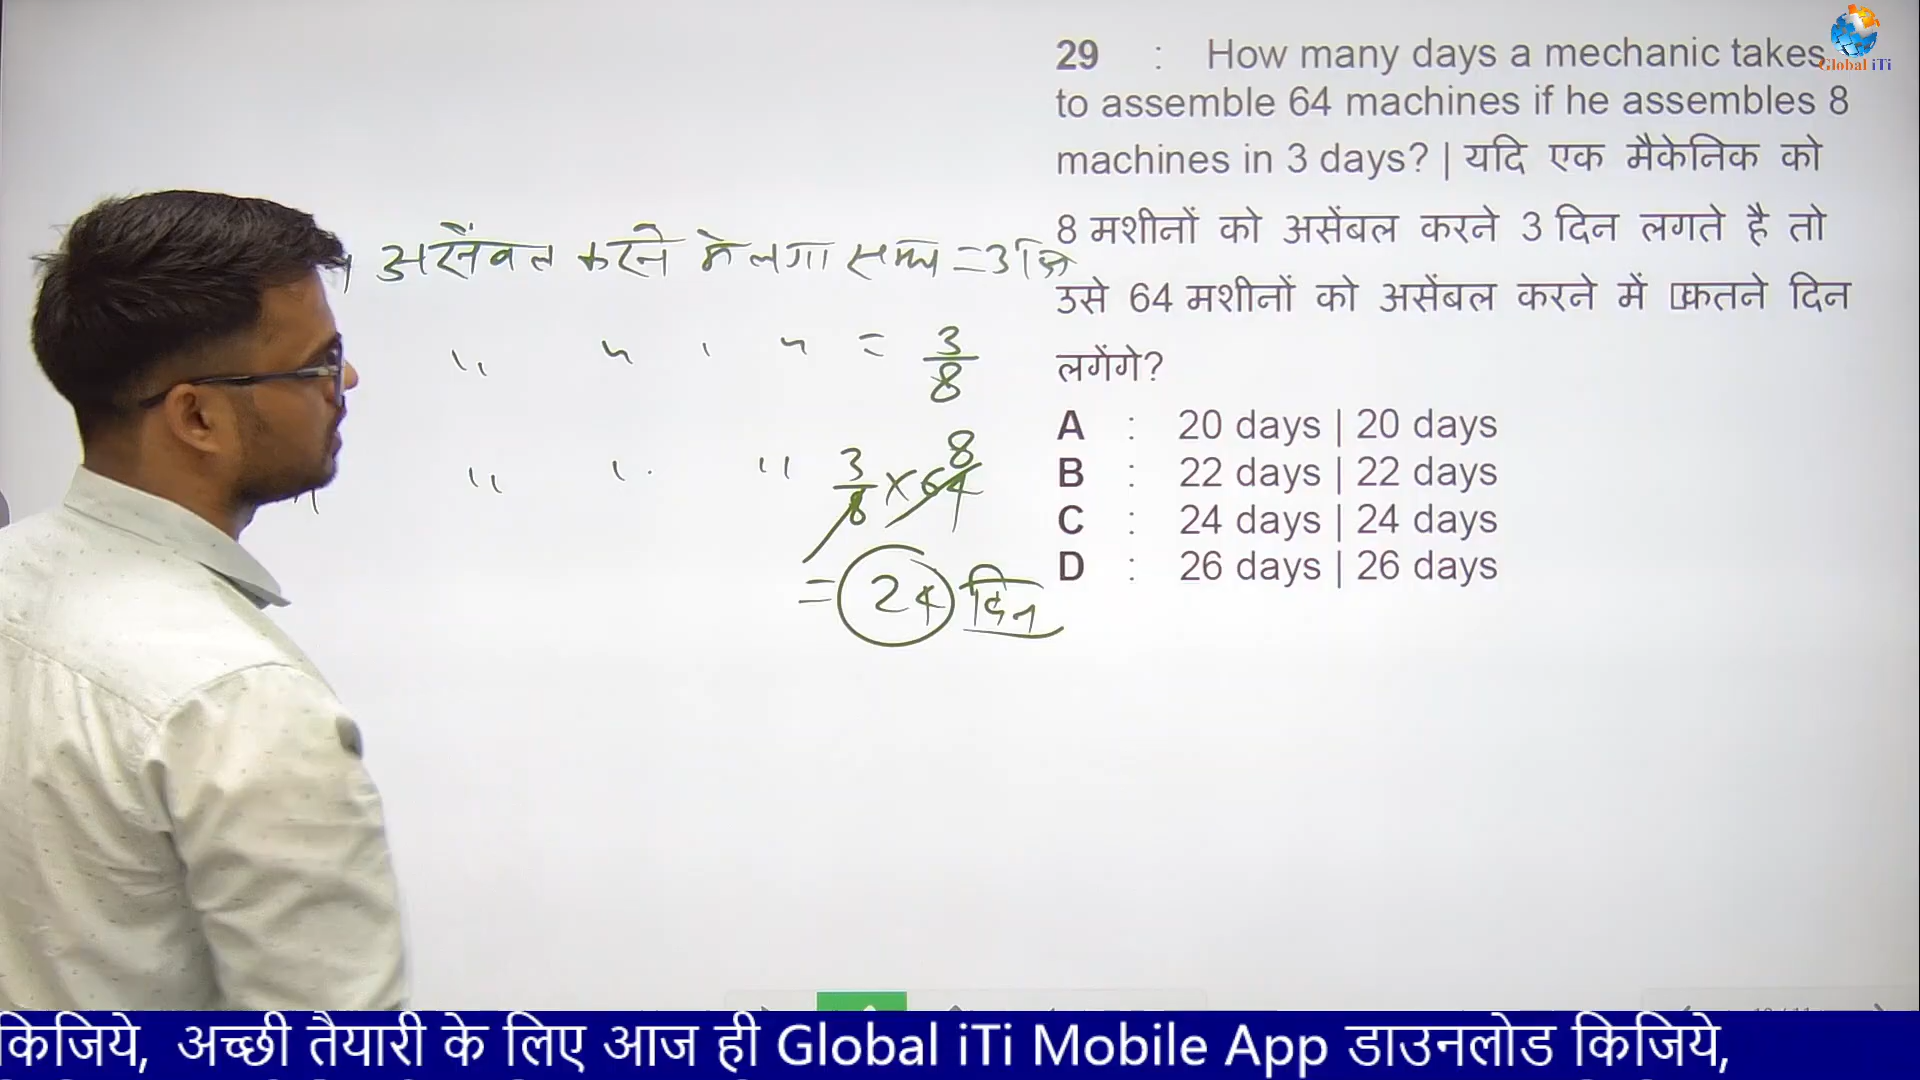 29 : How many days a mechanic takes
to assemble 64 machines if he assembles 8
machines in 3 days? | यदि एक मैकेनिक को
8 मशीनों को असेंबल करने 3 दिन लगते है तो
उसे 64 मशीनों को असेंबल करने में कितने दिन
लगेंगे?
A : 20 days | 20 days
B : 22 days | 22 days
C : 24 days | 24 days
D : 26 days | 26 days
Global iTi
असेंबल करने में लगा समय = 3 दिन
" " " " = 3/8
" " " 3/8 × 64 8
= 24 दिन
किजिये, अच्छी तैयारी के लिए आज ही Global iTi Mobile App डाउनलोड किजिये,